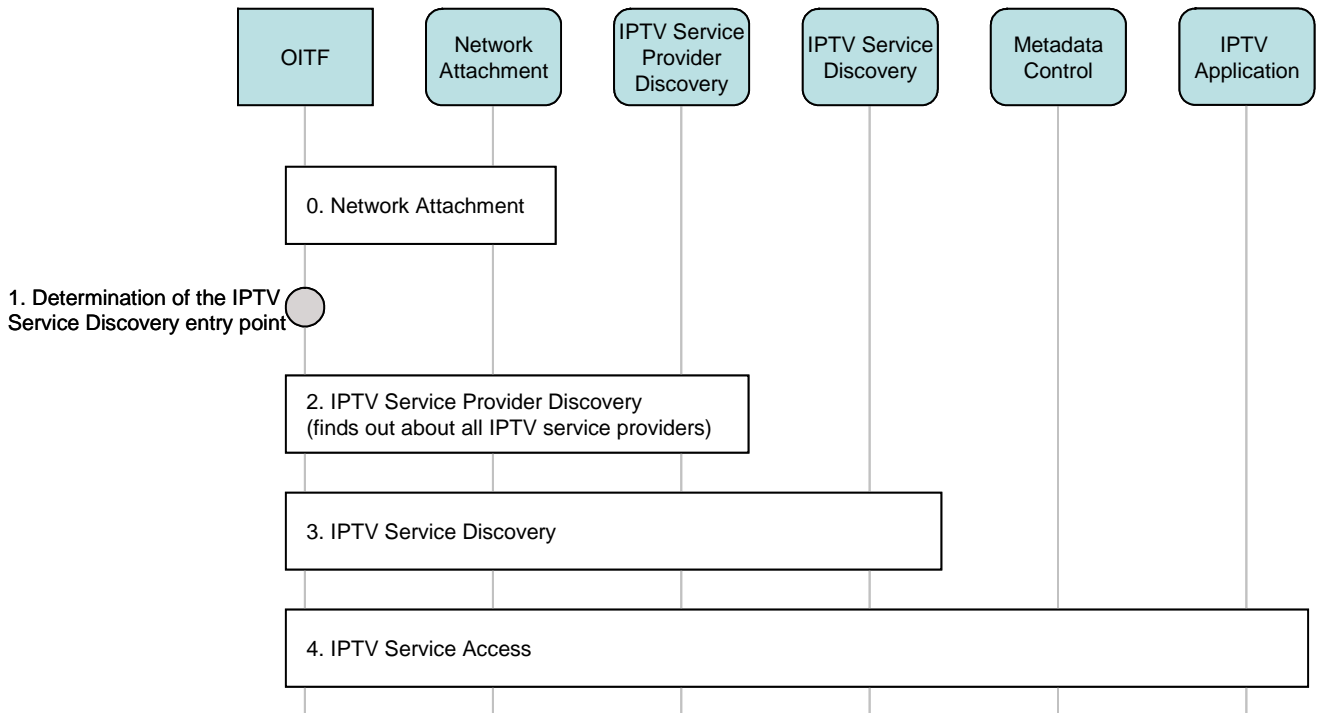 OITF
Network
Attachment
IPTV Service
Provider
Discovery
IPTV Service
Discovery
Metadata
Control
IPTV
Application
0. Network Attachment
1. Determination of the IPTV
Service Discovery entry point
2. IPTV Service Provider Discovery
(finds out about all IPTV service providers)
3. IPTV Service Discovery
4. IPTV Service Access